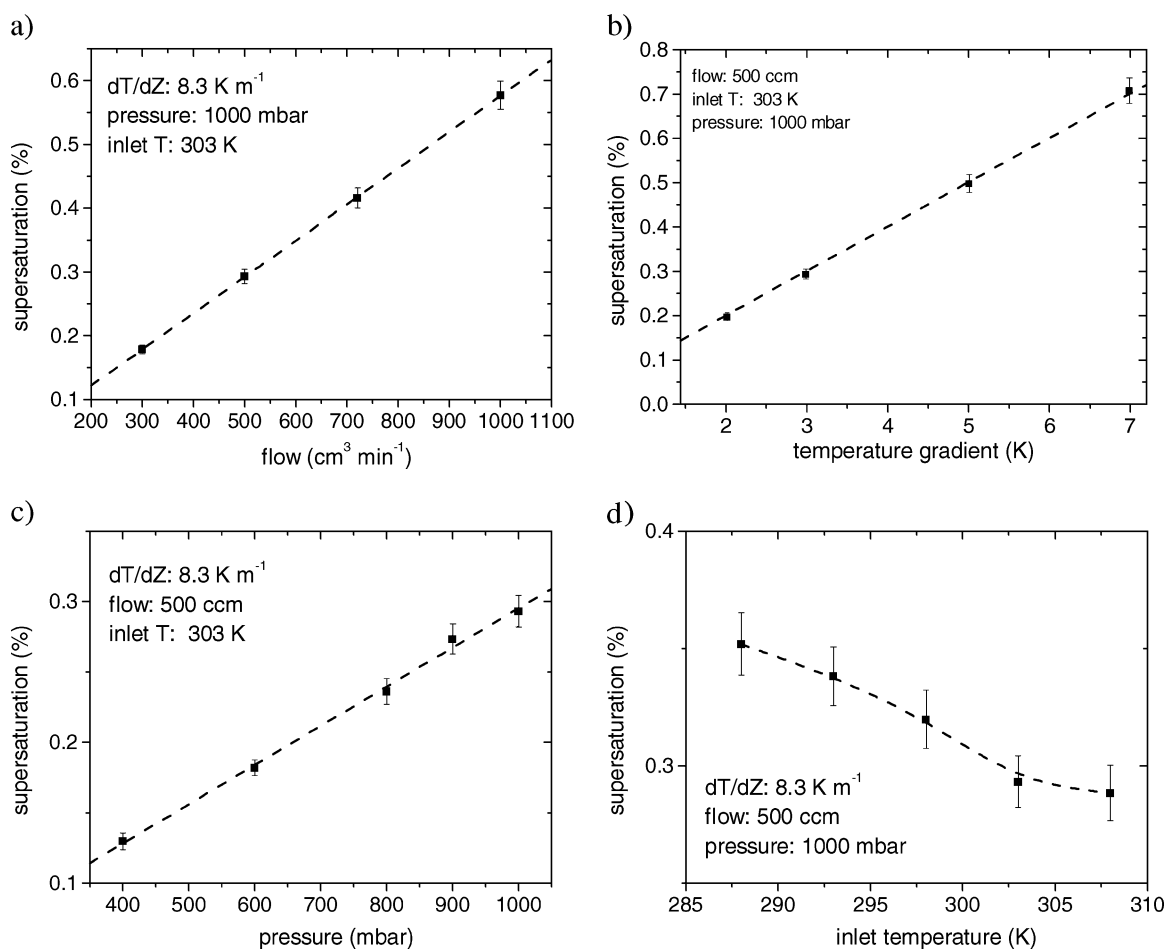 a)
dT/dZ: 8.3 K m⁻¹
pressure: 1000 mbar
inlet T: 303 K
supersaturation (%)
0.6
0.5
0.4
0.3
0.2
0.1
200 300 400 500 600 700 800 900 1000 1100
flow (cm³ min⁻¹)
b)
flow: 500 ccm
inlet T: 303 K
pressure: 1000 mbar
supersaturation (%)
0.8
0.7
0.6
0.5
0.4
0.3
0.2
0.1
0.0
2 3 4 5 6 7
temperature gradient (K)
c)
dT/dZ: 8.3 K m⁻¹
flow: 500 ccm
inlet T: 303 K
supersaturation (%)
0.3
0.2
0.1
400 500 600 700 800 900 1000
pressure (mbar)
d)
supersaturation (%)
0.4
0.3
dT/dZ: 8.3 K m⁻¹
flow: 500 ccm
pressure: 1000 mbar
285 290 295 300 305 310
inlet temperature (K)